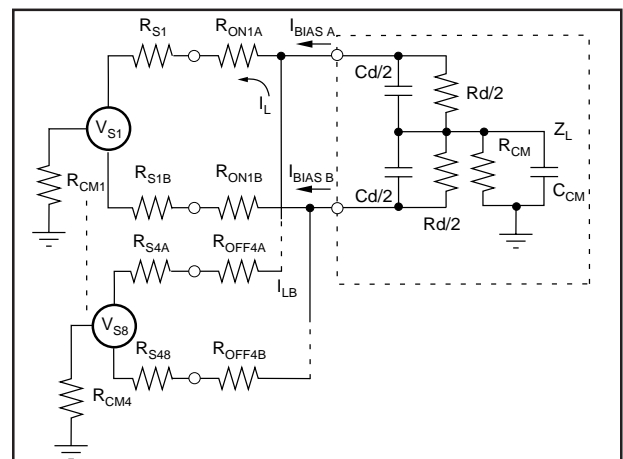 RS1
RON1A
IBIAS A
Cd/2
Rd/2
IL
ZL
VS1
RCM
RCM1
RS1B
RON1B
IBIAS B
Cd/2
CCM
Rd/2
RS4A
ROFF4A
ILB
VS8
RS48
ROFF4B
RCM4